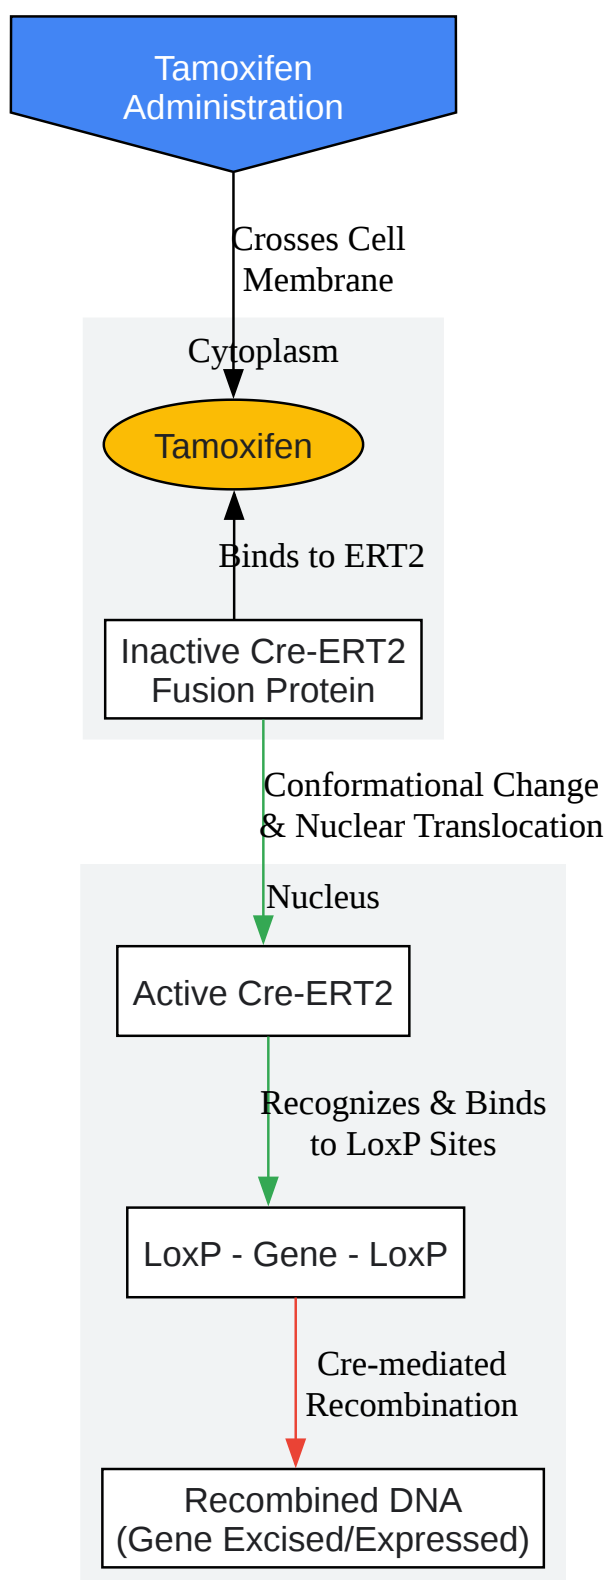 Tamoxifen
Administration
Crosses Cell
Membrane
Cytoplasm
Tamoxifen
Binds to ERT2
Inactive Cre-ERT2
Fusion Protein
Conformational Change
& Nuclear Translocation
Nucleus
Active Cre-ERT2
Recognizes & Binds
to LoxP Sites
LoxP - Gene - LoxP
Cre-mediated
Recombination
Recombined DNA
(Gene Excised/Expressed)